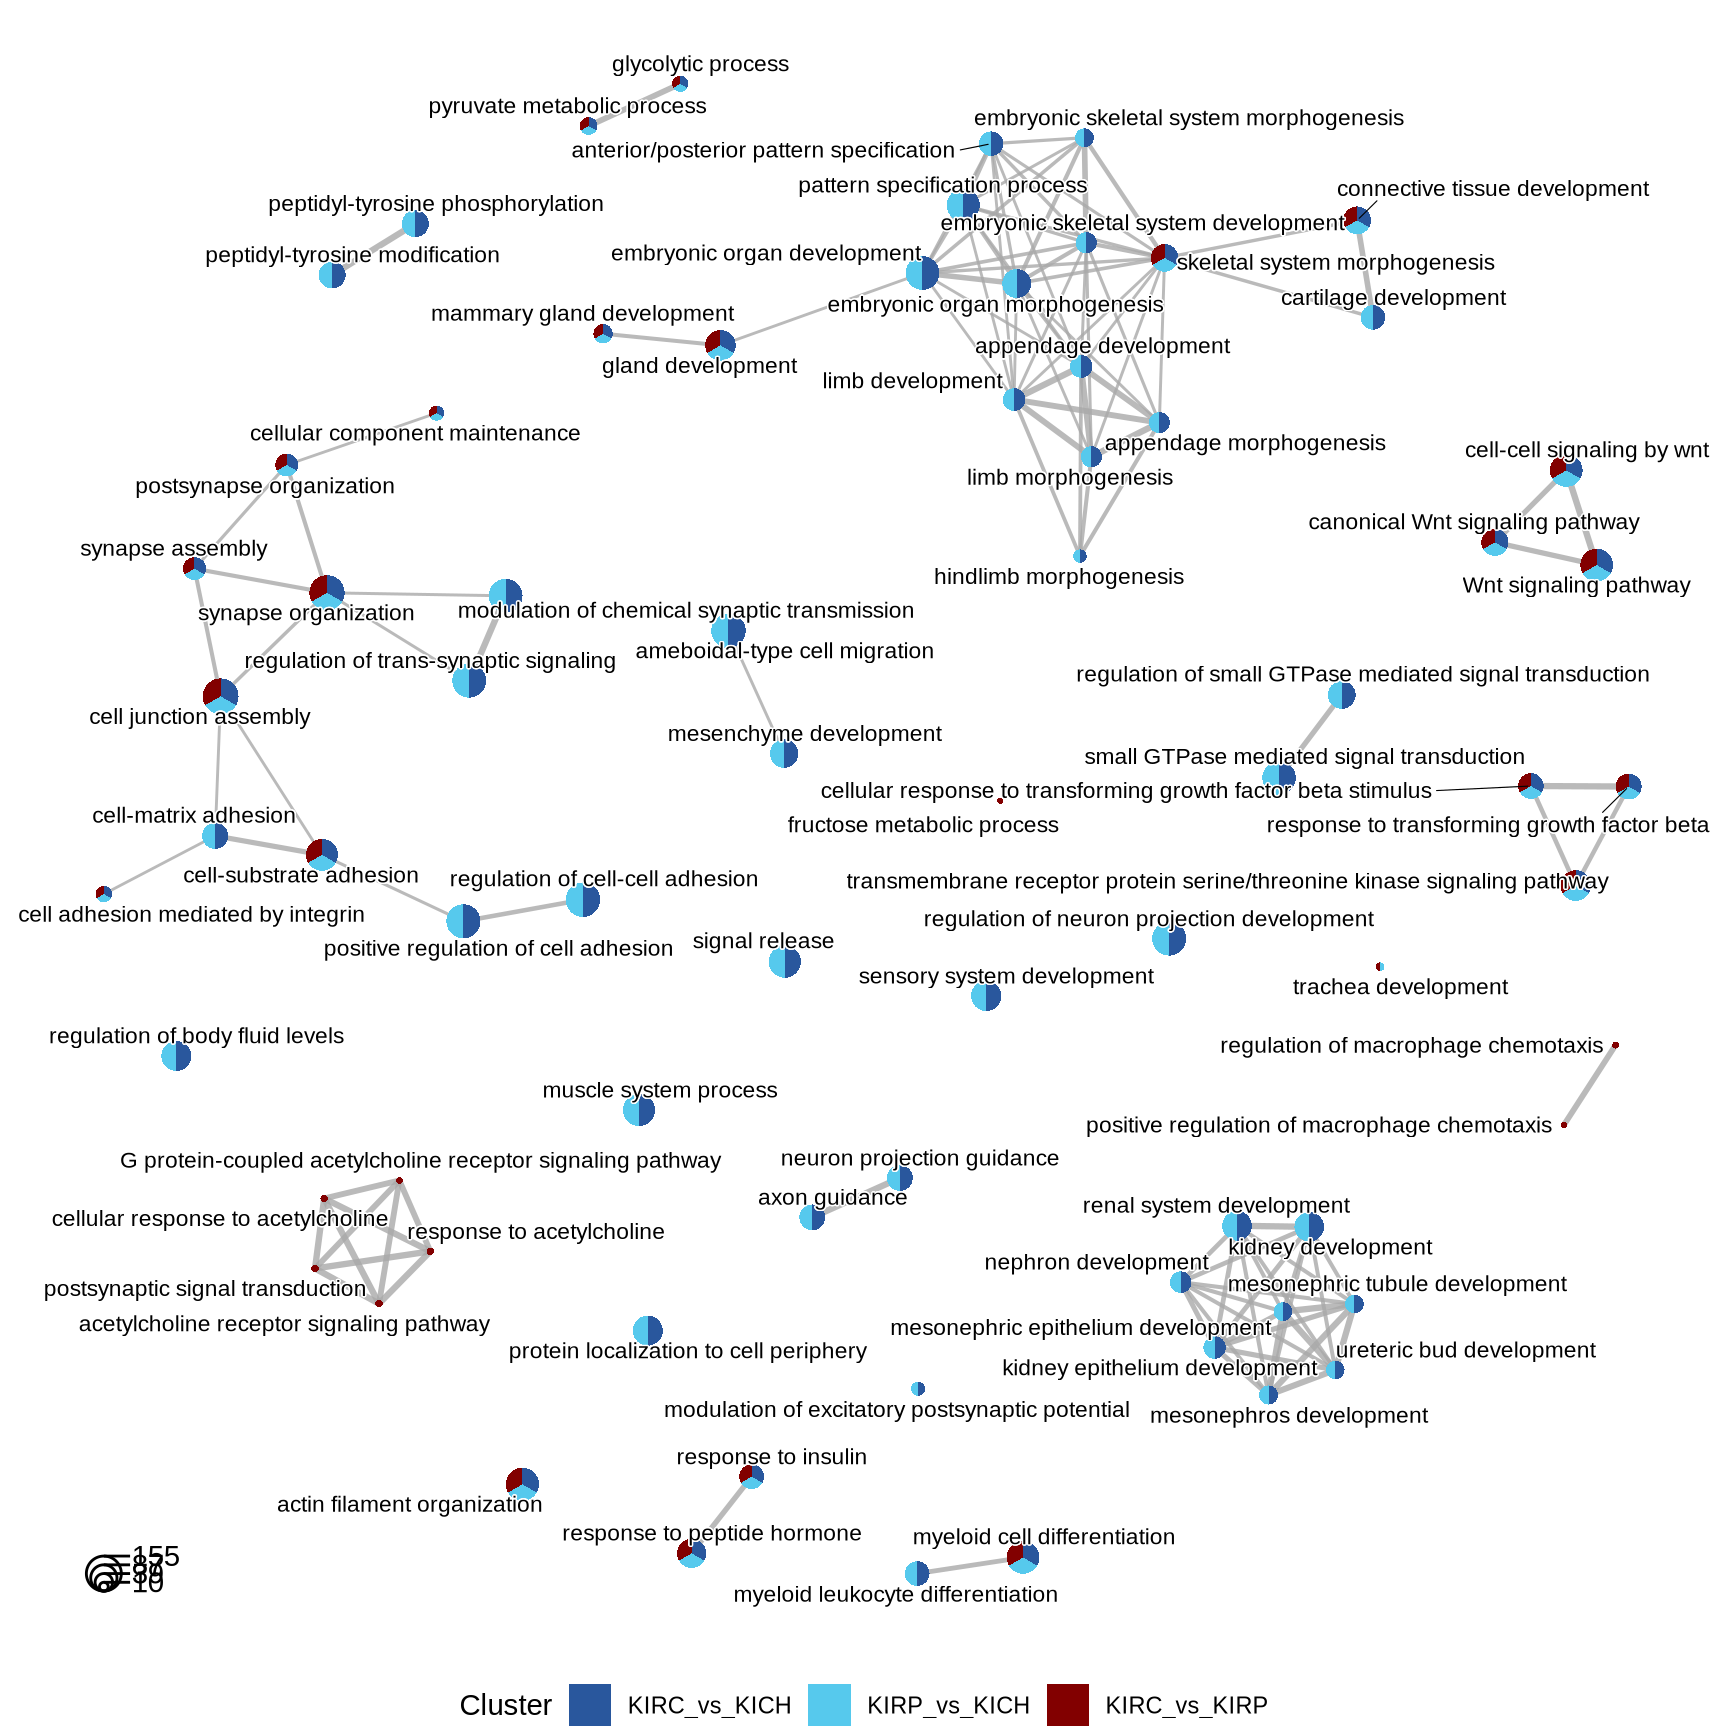 glycolytic process
pyruvate metabolic process
embryonic skeletal system morphogenesis
anterior/posterior pattern specification
pattern specification process
connective tissue development
peptidyl-tyrosine phosphorylation
embryonic skeletal system development
peptidyl-tyrosine modification
embryonic organ development
skeletal system morphogenesis
cartilage development
embryonic organ morphogenesis
mammary gland development
appendage development
gland development
limb development
cellular component maintenance
appendage morphogenesis
cell-cell signaling by wnt
limb morphogenesis
postsynapse organization
canonical Wnt signaling pathway
synapse assembly
hindlimb morphogenesis
Wnt signaling pathway
synapse organization
modulation of chemical synaptic transmission
ameboidal-type cell migration
regulation of trans-synaptic signaling
regulation of small GTPase mediated signal transduction
cell junction assembly
mesenchyme development
small GTPase mediated signal transduction
cellular response to transforming growth factor beta stimulus
cell-matrix adhesion
fructose metabolic process
response to transforming growth factor beta
cell-substrate adhesion
regulation of cell-cell adhesion
transmembrane receptor protein serine/threonine kinase signaling pathway
cell adhesion mediated by integrin
regulation of neuron projection development
positive regulation of cell adhesion
signal release
sensory system development
trachea development
regulation of body fluid levels
regulation of macrophage chemotaxis
muscle system process
positive regulation of macrophage chemotaxis
G protein-coupled acetylcholine receptor signaling pathway
neuron projection guidance
axon guidance
renal system development
cellular response to acetylcholine
response to acetylcholine
kidney development
nephron development
postsynaptic signal transduction
mesonephric tubule development
acetylcholine receptor signaling pathway
mesonephric epithelium development
protein localization to cell periphery
ureteric bud development
kidney epithelium development
modulation of excitatory postsynaptic potential
mesonephros development
response to insulin
actin filament organization
response to peptide hormone
myeloid cell differentiation
myeloid leukocyte differentiation
155
10
Cluster KIRC_vs_KICH KIRP_vs_KICH KIRC_vs_KIRP